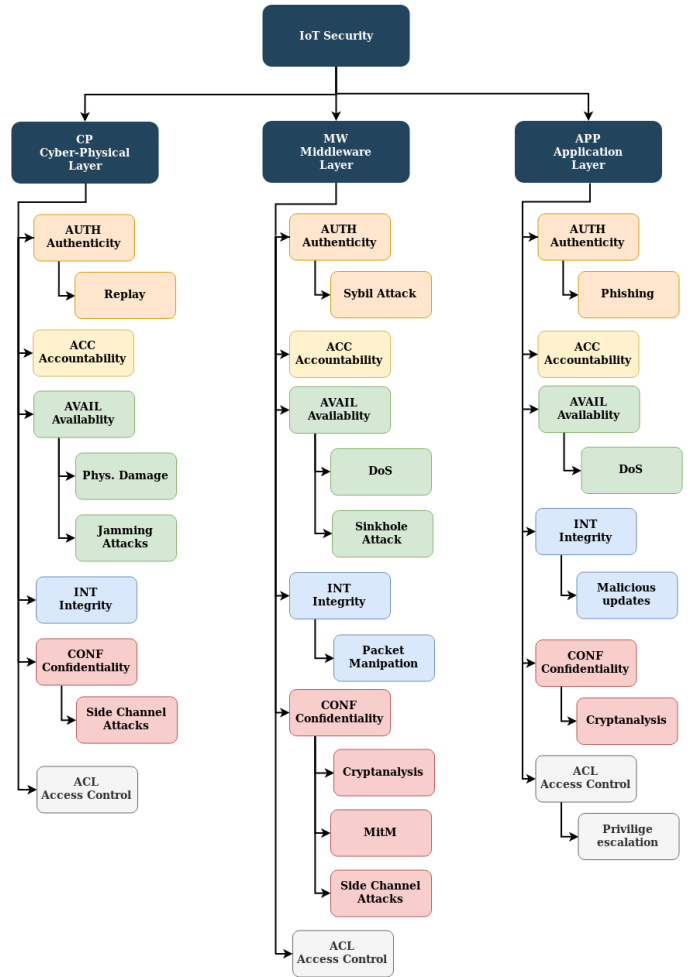 IoT Security
CP
Cyber-Physical
Layer
AUTH
Authenticity
Replay
ACC
Accountability
AVAIL
Availablity
Phys. Damage
Jamming
Attacks
INT
Integrity
CONF
Confidentiality
Side Channel
Attacks
ACL
Access Control
MW
Middleware
Layer
AUTH
Authenticity
Sybil Attack
ACC
Accountability
AVAIL
Availablity
DoS
Sinkhole
Attack
INT
Integrity
Packet
Manipation
CONF
Confidentiality
Cryptanalysis
MitM
Side Channel
Attacks
ACL
Access Control
APP
Application
Layer
AUTH
Authenticity
Phishing
ACC
Accountability
AVAIL
Availablity
DoS
INT
Integrity
Malicious
updates
CONF
Confidentiality
Cryptanalysis
ACL
Access Control
Privilige
escalation